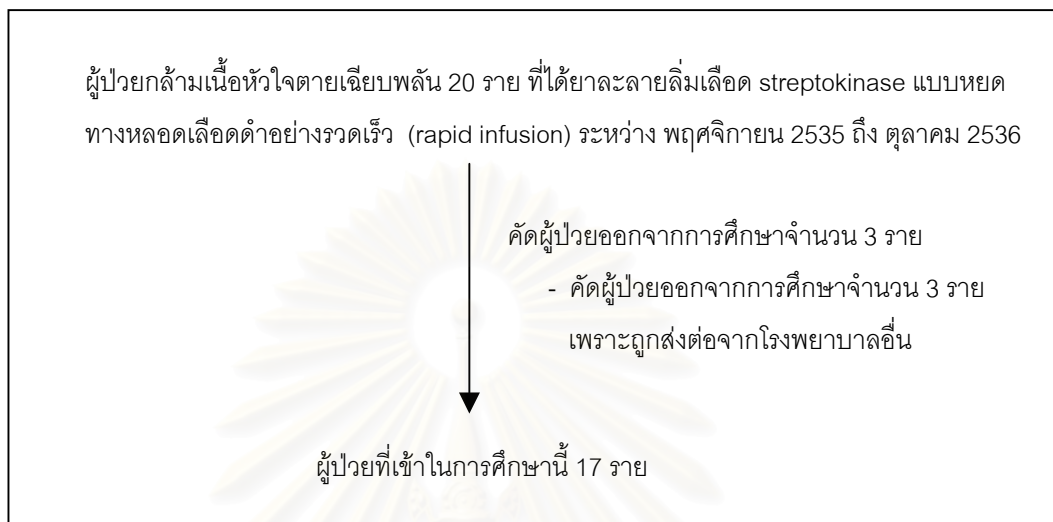 ผู้ป่วยกล้ามเนื้อหัวใจตายเฉียบพลัน 20 ราย ที่ได้ยาละลายลิ่มเลือด streptokinase แบบหยด
ทางหลอดเลือดดำอย่างรวดเร็ว (rapid infusion) ระหว่าง พฤศจิกายน 2535 ถึง ตุลาคม 2536
คัดผู้ป่วยออกจากการศึกษาจำนวน 3 ราย
- คัดผู้ป่วยออกจากการศึกษาจำนวน 3 ราย
เพราะถูกส่งต่อจากโรงพยาบาลอื่น
ผู้ป่วยที่เข้าในการศึกษานี้ 17 ราย